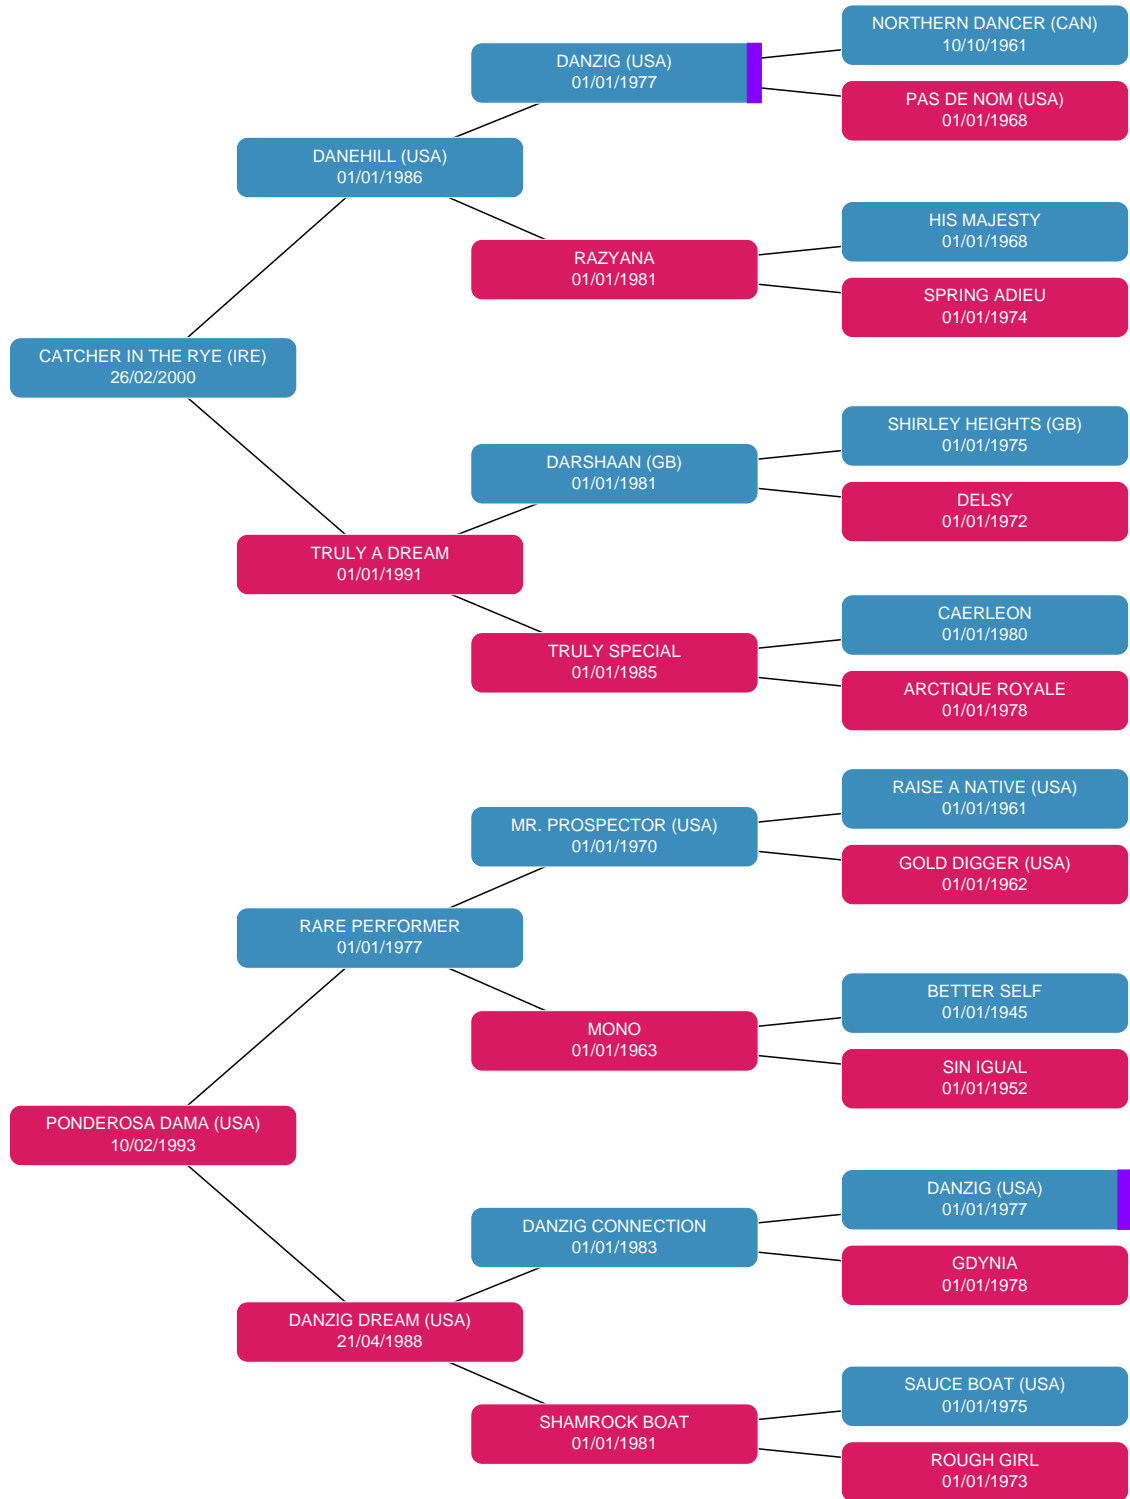 NORTHERN DANCER (CAN)
10/10/1961
DANZIG (USA)
01/01/1977
PAS DE NOM (USA)
01/01/1968
DANEHILL (USA)
01/01/1986
HIS MAJESTY
01/01/1968
RAZYANA
01/01/1981
SPRING ADIEU
01/01/1974
CATCHER IN THE RYE (IRE)
26/02/2000
SHIRLEY HEIGHTS (GB)
01/01/1975
DARSHAAN (GB)
01/01/1981
DELSY
01/01/1972
TRULY A DREAM
01/01/1991
CAERLEON
01/01/1980
TRULY SPECIAL
01/01/1985
ARCTIQUE ROYALE
01/01/1978
RAISE A NATIVE (USA)
01/01/1961
MR. PROSPECTOR (USA)
01/01/1970
GOLD DIGGER (USA)
01/01/1962
RARE PERFORMER
01/01/1977
BETTER SELF
01/01/1945
MONO
01/01/1963
SIN IGUAL
01/01/1952
PONDEROSA DAMA (USA)
10/02/1993
DANZIG (USA)
01/01/1977
DANZIG CONNECTION
01/01/1983
GDYNIA
01/01/1978
DANZIG DREAM (USA)
21/04/1988
SAUCE BOAT (USA)
01/01/1975
SHAMROCK BOAT
01/01/1981
ROUGH GIRL
01/01/1973